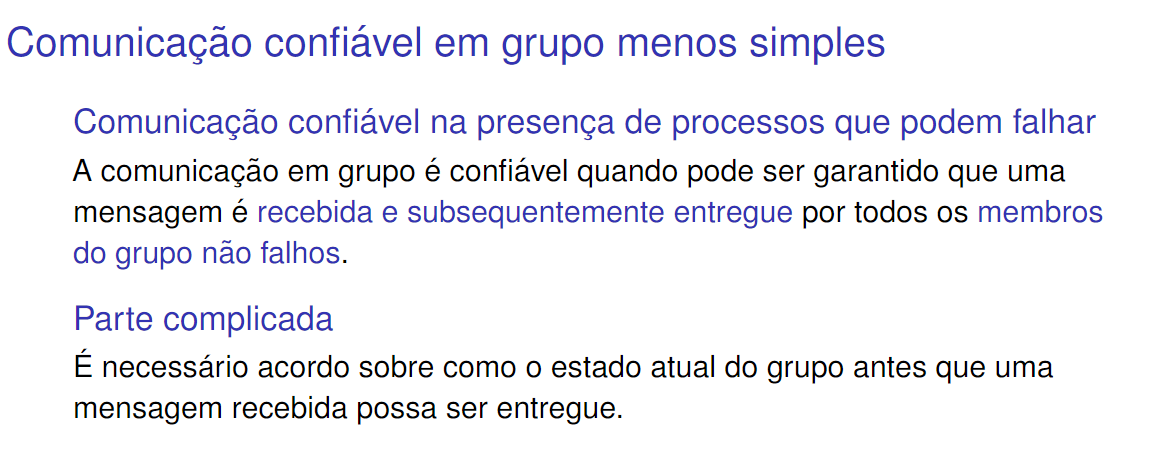 Comunicação confiável em grupo menos simples
Comunicação confiável na presença de processos que podem falhar
A comunicação em grupo é confiável quando pode ser garantido que uma
mensagem é recebida e subsequentemente entregue por todos os membros
do grupo não falhos.
Parte complicada
É necessário acordo sobre como o estado atual do grupo antes que uma
mensagem recebida possa ser entregue.